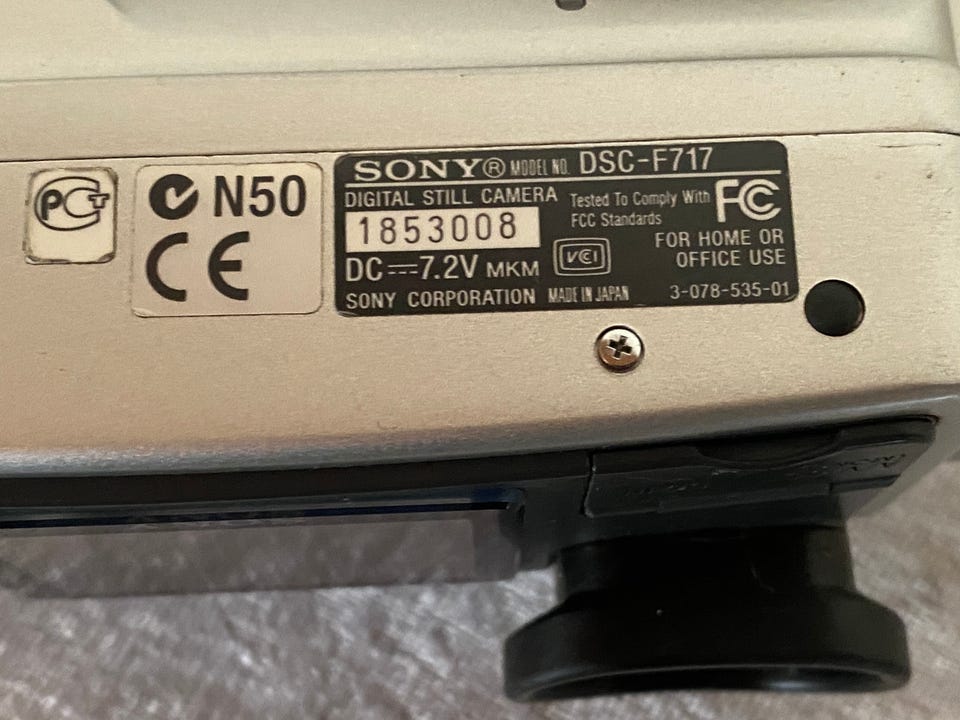 PCT
N50
CE
SONY® MODEL NO. DSC-F717
DIGITAL STILL CAMERA
1853008
DC⎓7.2V MKM
SONY CORPORATION MADE IN JAPAN
Tested To Comply With
FCC Standards
FC
VCI
FOR HOME OR
OFFICE USE
3-078-535-01